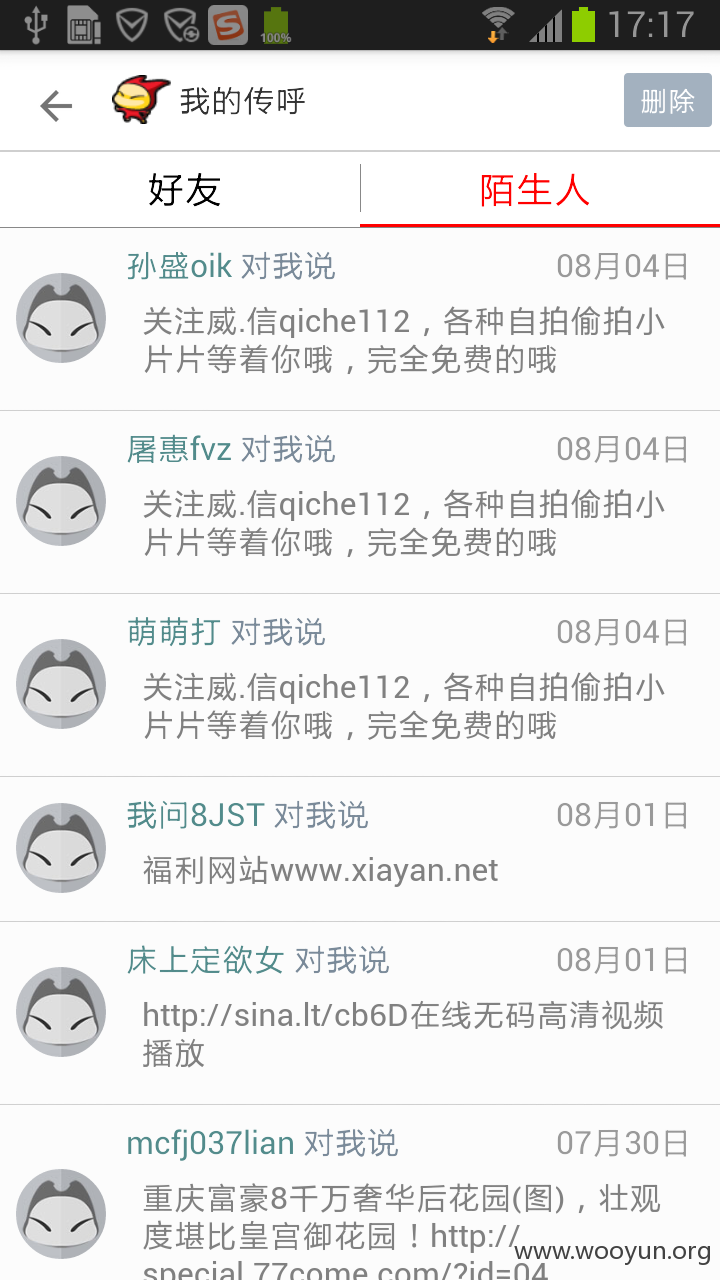 100%
17:17
我的传呼
删除
好友
陌生人
孙盛oik 对我说
08月04日
关注威.信qiche112，各种自拍偷拍小
片片等着你哦，完全免费的哦
屠惠fvz 对我说
08月04日
关注威.信qiche112，各种自拍偷拍小
片片等着你哦，完全免费的哦
萌萌打 对我说
08月04日
关注威.信qiche112，各种自拍偷拍小
片片等着你哦，完全免费的哦
我问8JST 对我说
08月01日
福利网站www.xiayan.net
床上定欲女 对我说
08月01日
http://sina.lt/cb6D在线无码高清视频
播放
mcfj037lian 对我说
07月30日
重庆富豪8千万奢华后花园(图)，壮观
度堪比皇宫御花园！http://
special.77come.com/?id=04
www.wooyun.org